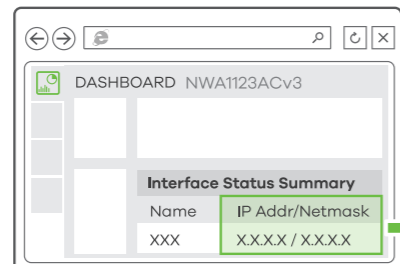 DASHBOARD NWA1123ACv3
Interface Status Summary
Name IP Addr/Netmask
XXX X.X.X.X / X.X.X.X